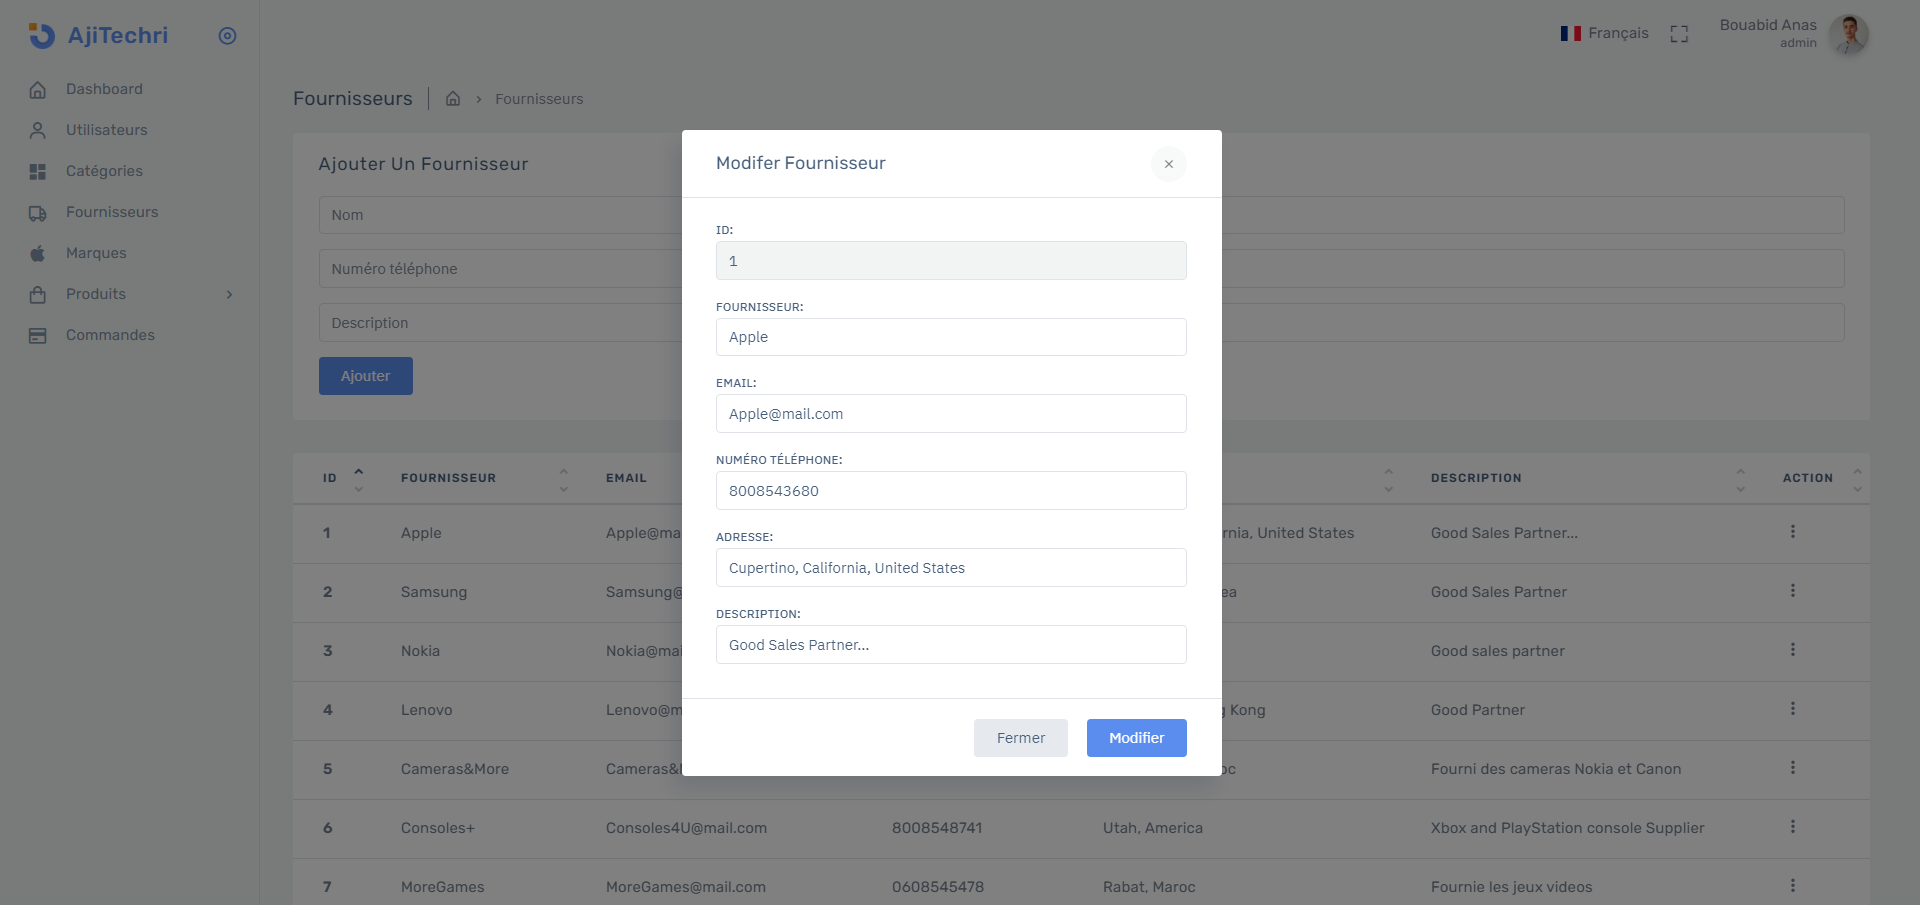 AjiTechri
Français
Bouabid Anas
admin
Dashboard
Utilisateurs
Catégories
Fournisseurs
Marques
Produits
Commandes
Fournisseurs
Fournisseurs
Ajouter Un Fournisseur
Nom
Numéro téléphone
Description
Ajouter
Modifer Fournisseur
×
ID:
1
FOURNISSEUR:
Apple
EMAIL:
Apple@mail.com
NUMÉRO TÉLÉPHONE:
8008543680
ADRESSE:
Cupertino, California, United States
DESCRIPTION:
Good Sales Partner...
Fermer Modifier
ID FOURNISSEUR EMAIL DESCRIPTION ACTION
1 Apple Apple@ma rnia, United States Good Sales Partner...
2 Samsung Samsung@ ea Good Sales Partner
3 Nokia Nokia@mai Good sales partner
4 Lenovo Lenovo@m g Kong Good Partner
5 Cameras&More Cameras& oc Fourni des cameras Nokia et Canon
6 Consoles+ Consoles4U@mail.com 8008548741 Utah, America Xbox and PlayStation console Supplier
7 MoreGames MoreGames@mail.com 0608545478 Rabat, Maroc Fournie les jeux videos